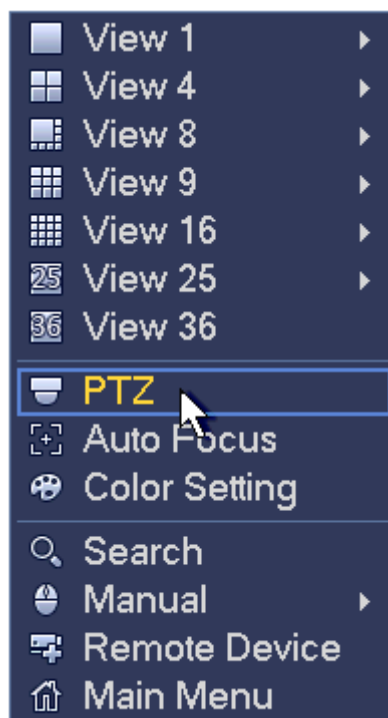 View 1
View 4
View 8
View 9
View 16
25 View 25
36 View 36
PTZ
Auto Focus
Color Setting
Search
Manual
Remote Device
Main Menu